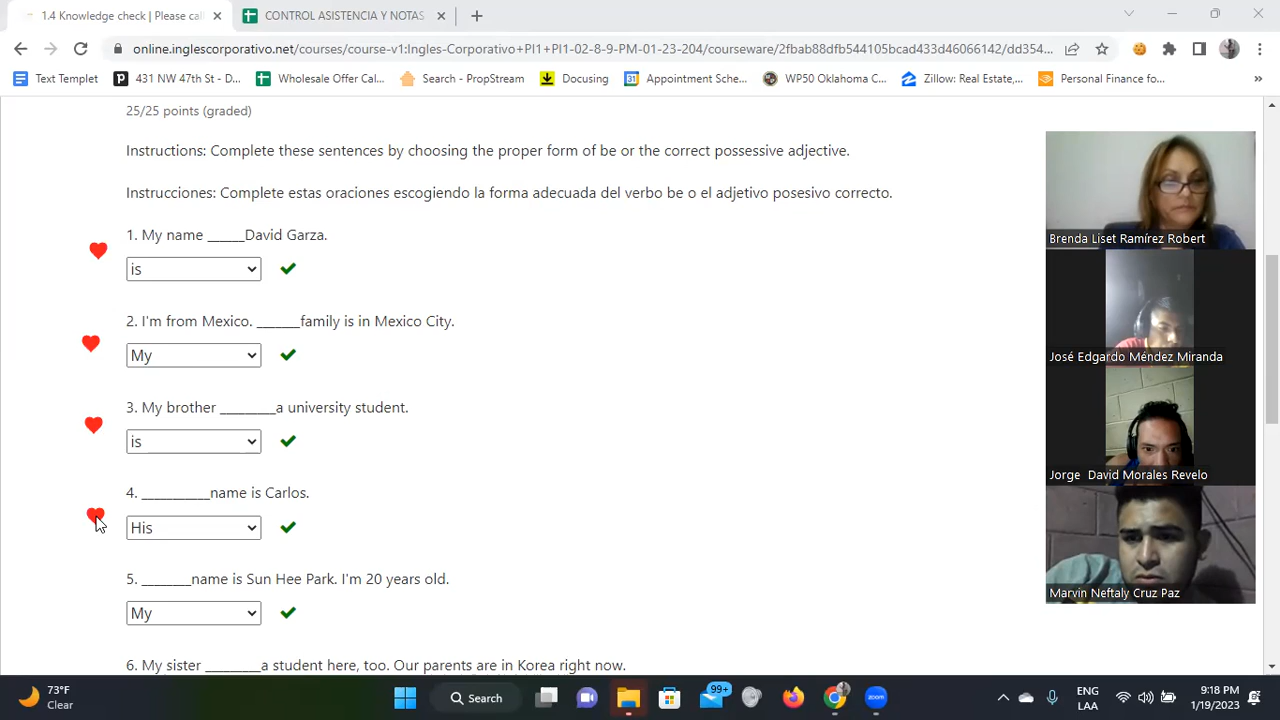 1.4 Knowledge check | Please cal
CONTROL ASISTENCIA Y NOTAS
online.inglescorporativo.net/courses/course-v1:Ingles-Corporativo+PI1+PI1-02-8-9-PM-01-23-204/courseware/2fbab88dfb544105bcad433d46066142/dd354...
Text Templet
431 NW 47th St - D...
Wholesale Offer Cal...
Search - PropStream
Docusing
Appointment Sche...
WP50 Oklahoma C...
Zillow: Real Estate,...
Personal Finance fo...
»
25/25 points (graded)
Instructions: Complete these sentences by choosing the proper form of be or the correct possessive adjective.
Instrucciones: Complete estas oraciones escogiendo la forma adecuada del verbo be o el adjetivo posesivo correcto.
1. My name ______David Garza.
is
2. I'm from Mexico. _______family is in Mexico City.
My
3. My brother _________a university student.
is
4. ___________name is Carlos.
His
5. ________name is Sun Hee Park. I'm 20 years old.
My
6. My sister _________a student here, too. Our parents are in Korea right now.
Brenda Liset Ramírez Robert
José Edgardo Méndez Miranda
Jorge David Morales Revelo
Marvin Neftaly Cruz Paz
73°F
Clear
Search
99+
zoom
ENG
LAA
9:18 PM
1/19/2023